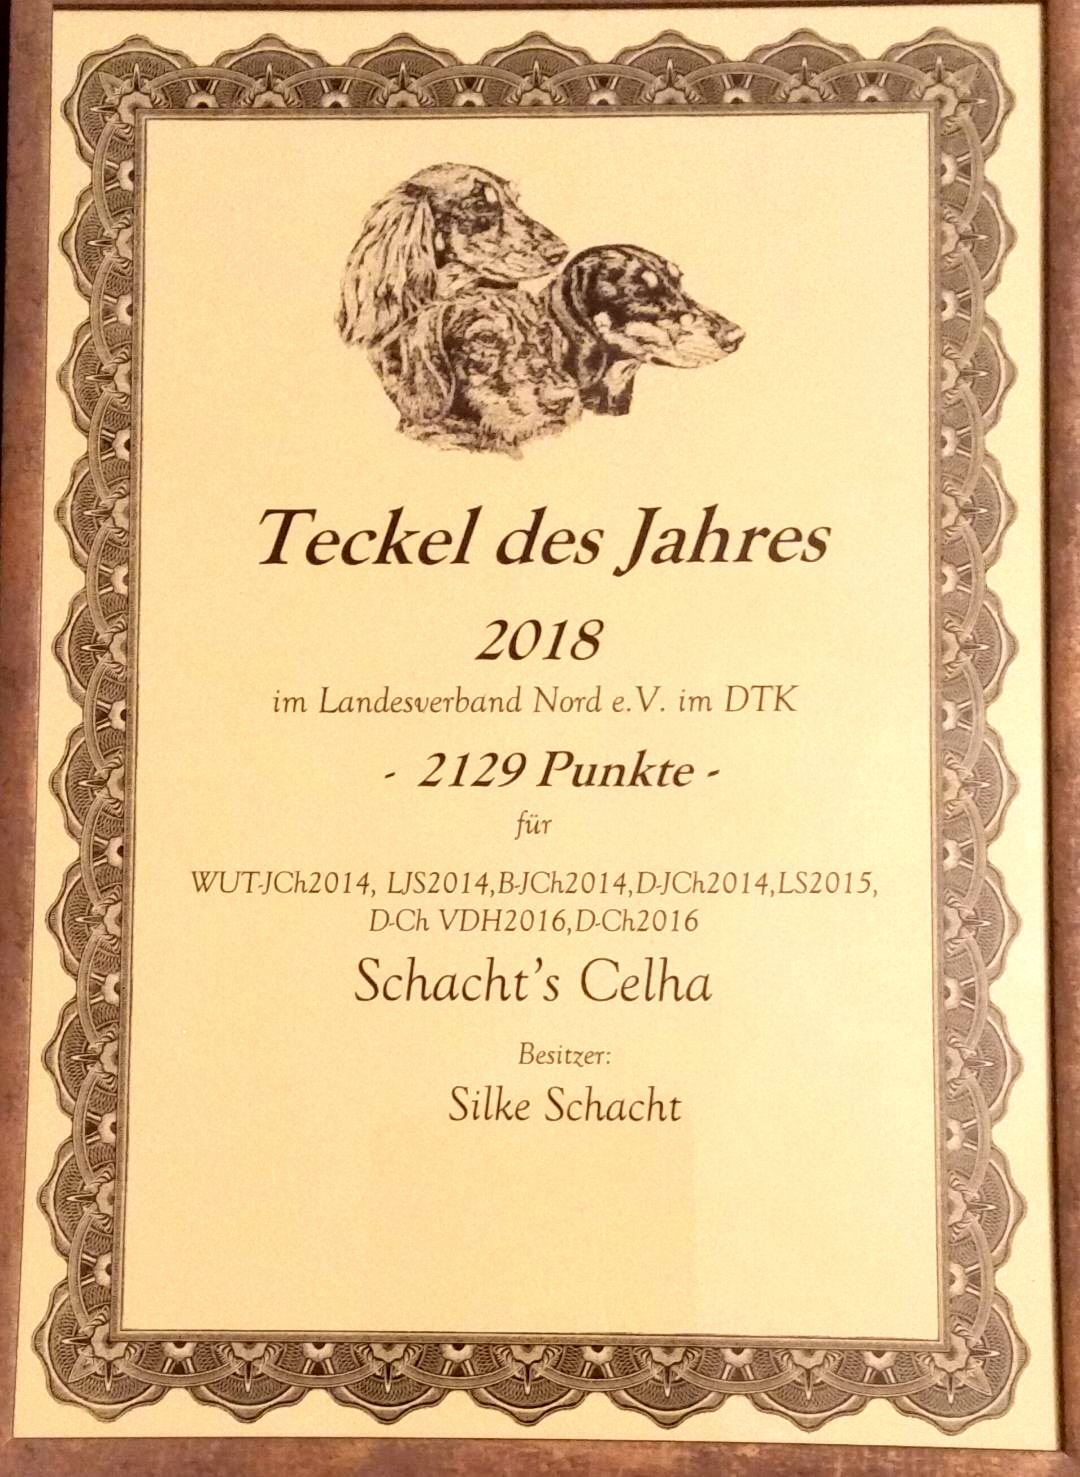 Teckel des Jahres
2018
im Landesverband Nord e.V. im DTK
- 2129 Punkte -
für
WUT-JCh2014, LJS2014,B-JCh2014,D-JCh2014,LS2015,
D-Ch VDH2016,D-Ch2016
Schacht's Celha
Besitzer:
Silke Schacht